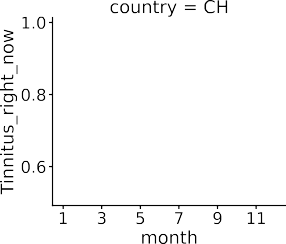 country = CH
Tinnitus_right_now
1.0
0.8
0.6
1 3 5 7 9 11
month